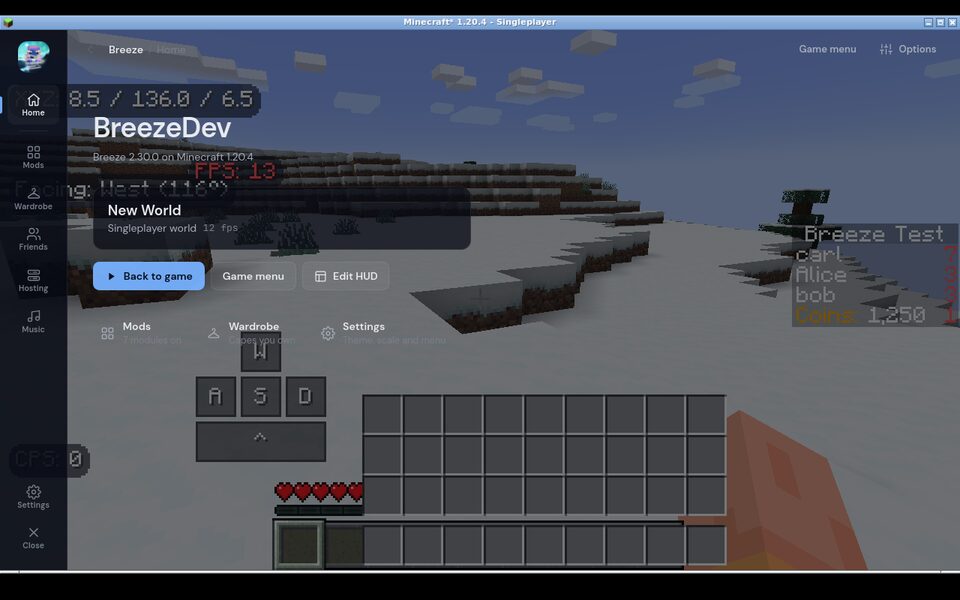 Minecraft* 1.20.4 - Singleplayer
Breeze
Home
Game menu
Options
8.5 / 136.0 / 6.5
Home
BreezeDev
Breeze 2.30.0 on Minecraft 1.20.4
FPS: 13
Mods
Facing: West (116°)
Wardrobe
New World
Singleplayer world 12 fps
Friends
Breeze Test
carl
Alice
bob
Coins: 1,250
Back to game
Game menu
Edit HUD
Hosting
Music
Mods
7 modules on
Wardrobe
Capes you own
Settings
Theme, scale and menu
W
A S D
^
CPS: 0
Settings
Close